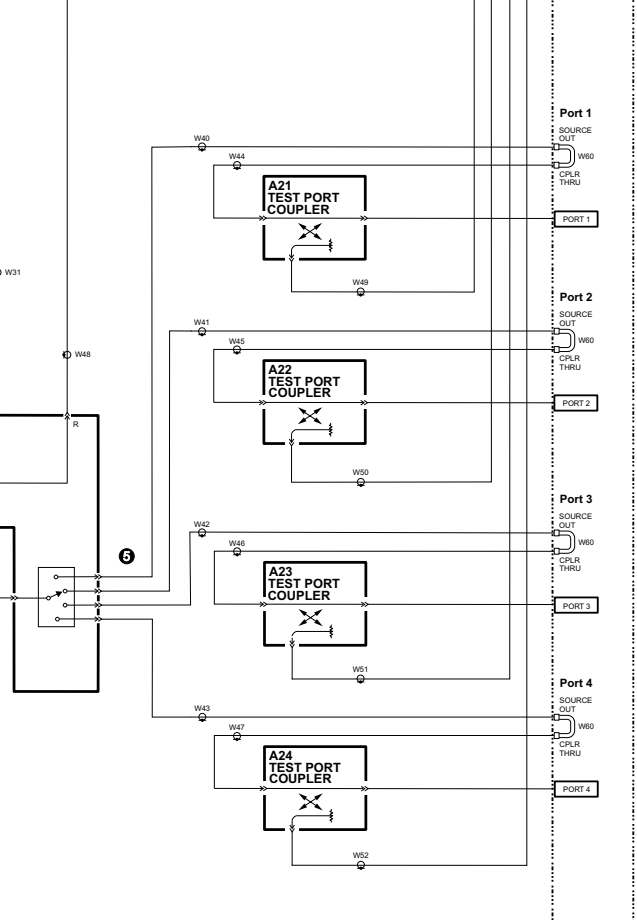 Port 1
SOURCE
OUT
W40
W60
W44
CPLR
THRU
A21
TEST PORT
COUPLER
PORT 1
W31
W49
Port 2
SOURCE
OUT
W41
W60
W45
W48
CPLR
THRU
A22
TEST PORT
COUPLER
PORT 2
R
W50
Port 3
SOURCE
OUT
W42
W60
W46
5
CPLR
THRU
A23
TEST PORT
COUPLER
PORT 3
W51
Port 4
SOURCE
OUT
W43
W60
W47
CPLR
THRU
A24
TEST PORT
COUPLER
PORT 4
W52